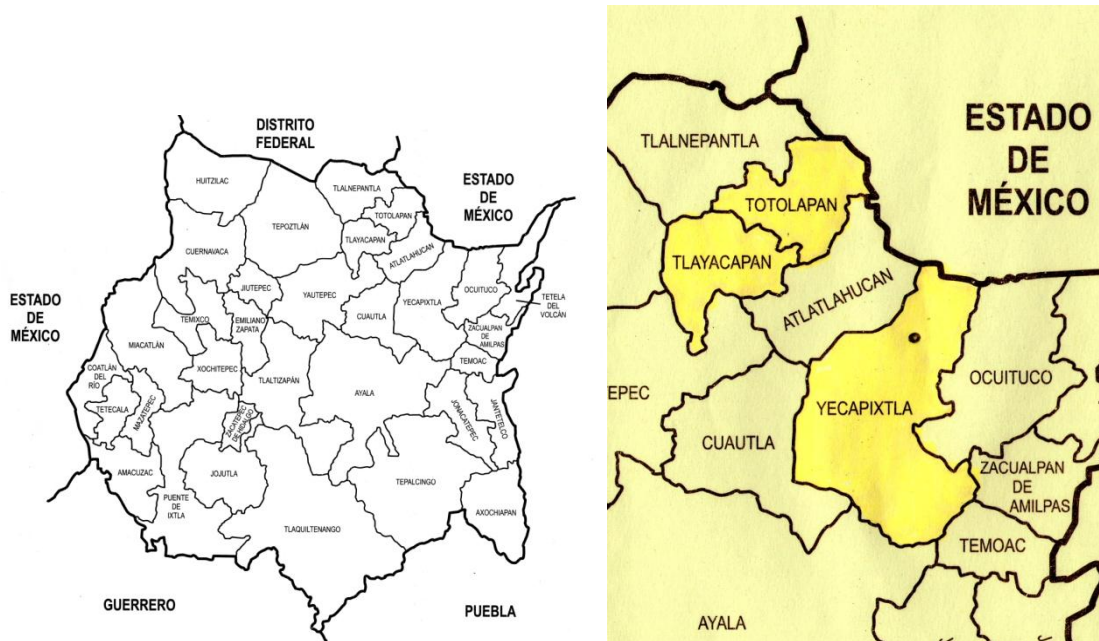 DISTRITO
FEDERAL
HUITZILAC
TLALNEPANTLA
ESTADO
DE
MÉXICO
TOTOLAPAN
TEPOZTLÁN
TLAYACAPAN
CUERNAVACA
ATLATLAHUCAN
JIUTEPEC
OCUITUCO
ESTADO
DE
MÉXICO
YAUTEPEC
YECAPIXTLA
TETELA
DEL
VOLCÁN
TEMIXCO
EMILIANO
ZAPATA
CUAUTLA
ZACUALPAN
DE AMILPAS
MIACATLÁN
XOCHITEPEC
TEMOAC
COATLÁN
DEL
RÍO
TLALTIZAPÁN
AYALA
TETECALA
MAZATEPEC
ZACATEPEC
DE HIDALGO
JONACATEPEC
JANTETELCO
AMACUZAC
JOJUTLA
PUENTE
DE
IXTLA
TEPALCINGO
AXOCHIAPAN
TLAQUILTENANGO
GUERRERO
PUEBLA
ESTADO
DE
MÉXICO
TLALNEPANTLA
TOTOLAPAN
TLAYACAPAN
ATLATLAHUCAN
OCUITUCO
EPEC
YECAPIXTLA
CUAUTLA
ZACUALPAN
DE
AMILPAS
TEMOAC
AYALA